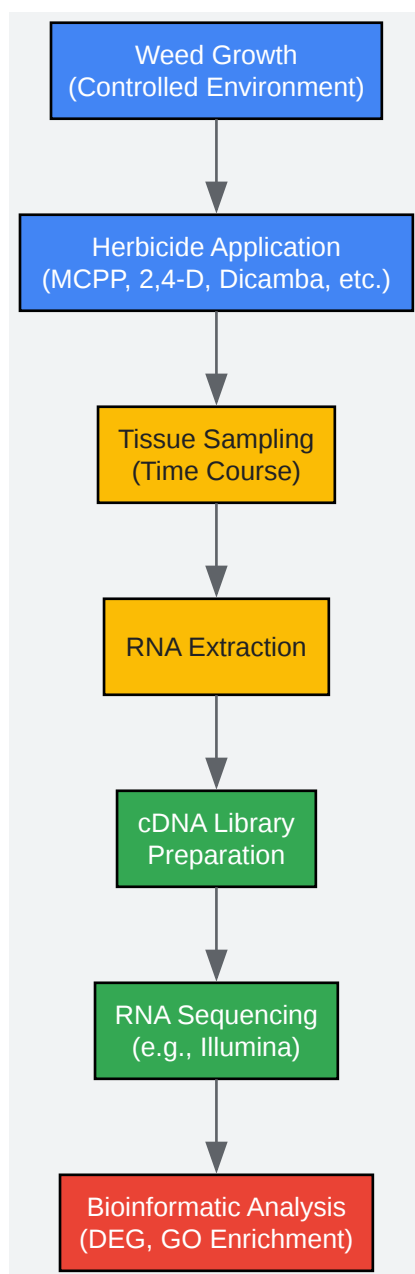 Weed Growth
(Controlled Environment)
Herbicide Application
(MCPP, 2,4-D, Dicamba, etc.)
Tissue Sampling
(Time Course)
RNA Extraction
cDNA Library
Preparation
RNA Sequencing
(e.g., Illumina)
Bioinformatic Analysis
(DEG, GO Enrichment)